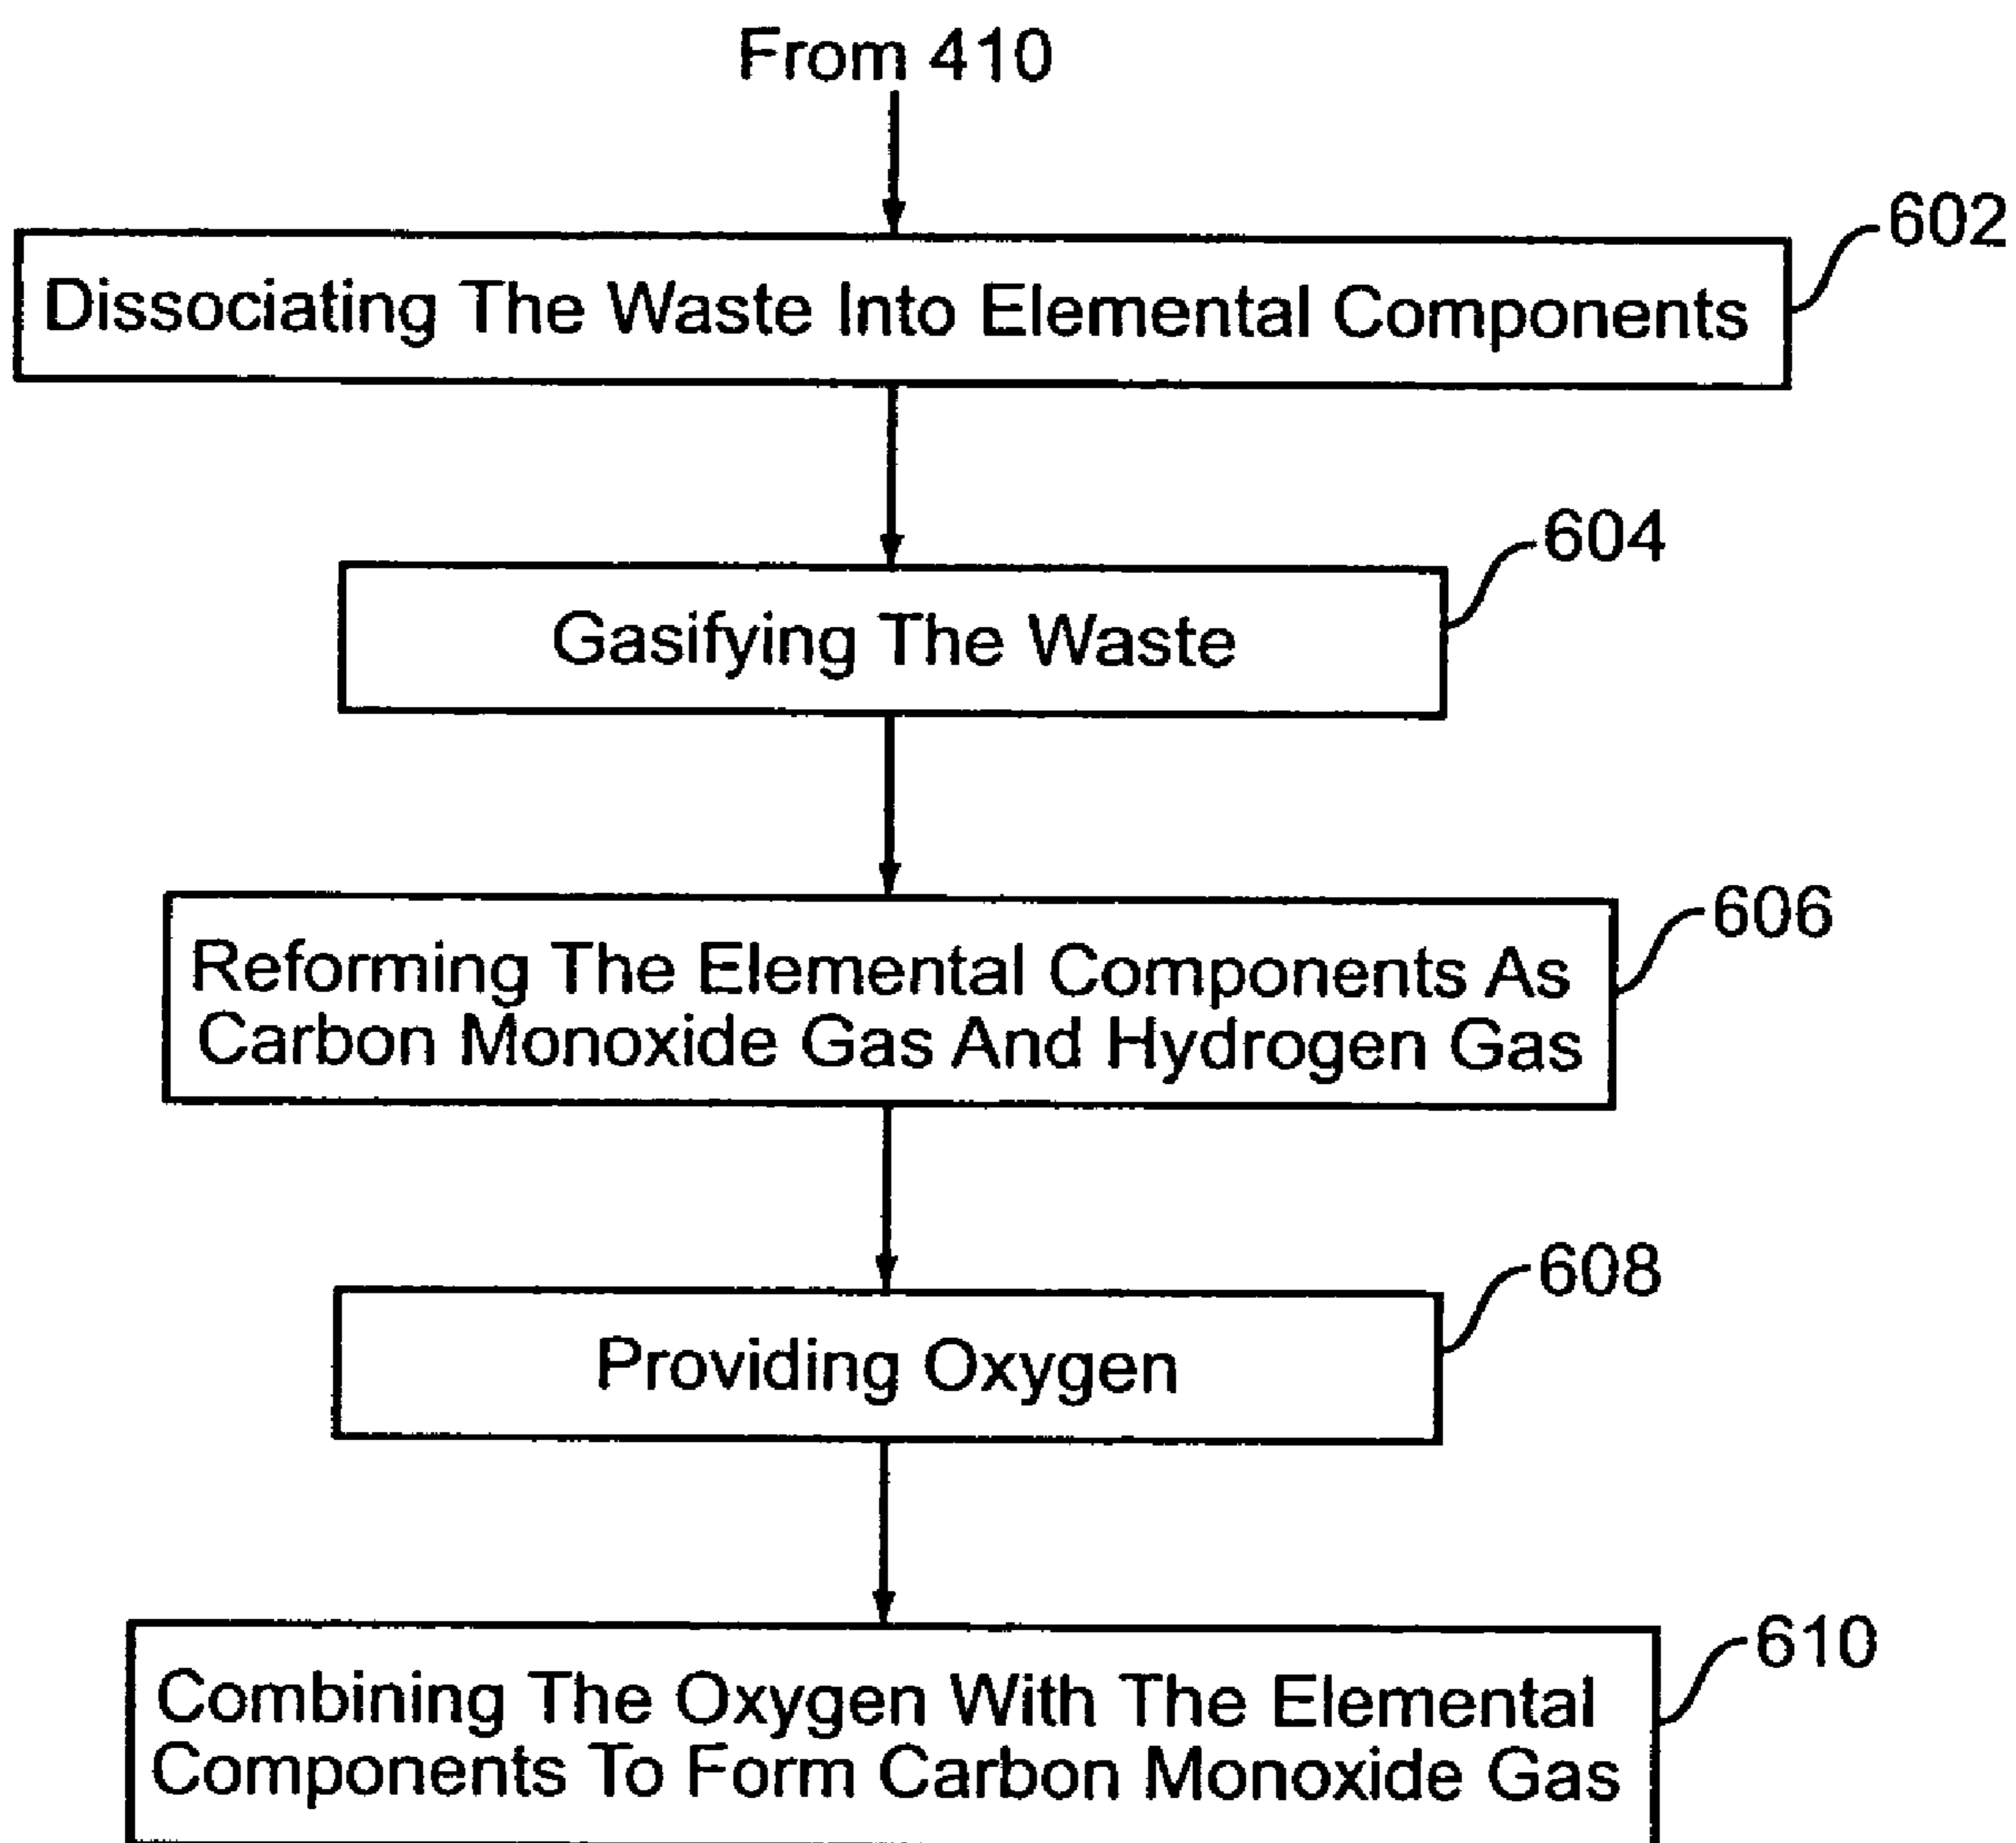 From 410
602
Dissociating The Waste Into Elemental Components
604
Gasifying The Waste
606
Reforming The Elemental Components As
Carbon Monoxide Gas And Hydrogen Gas
608
Providing Oxygen
610
Combining The Oxygen With The Elemental
Components To Form Carbon Monoxide Gas